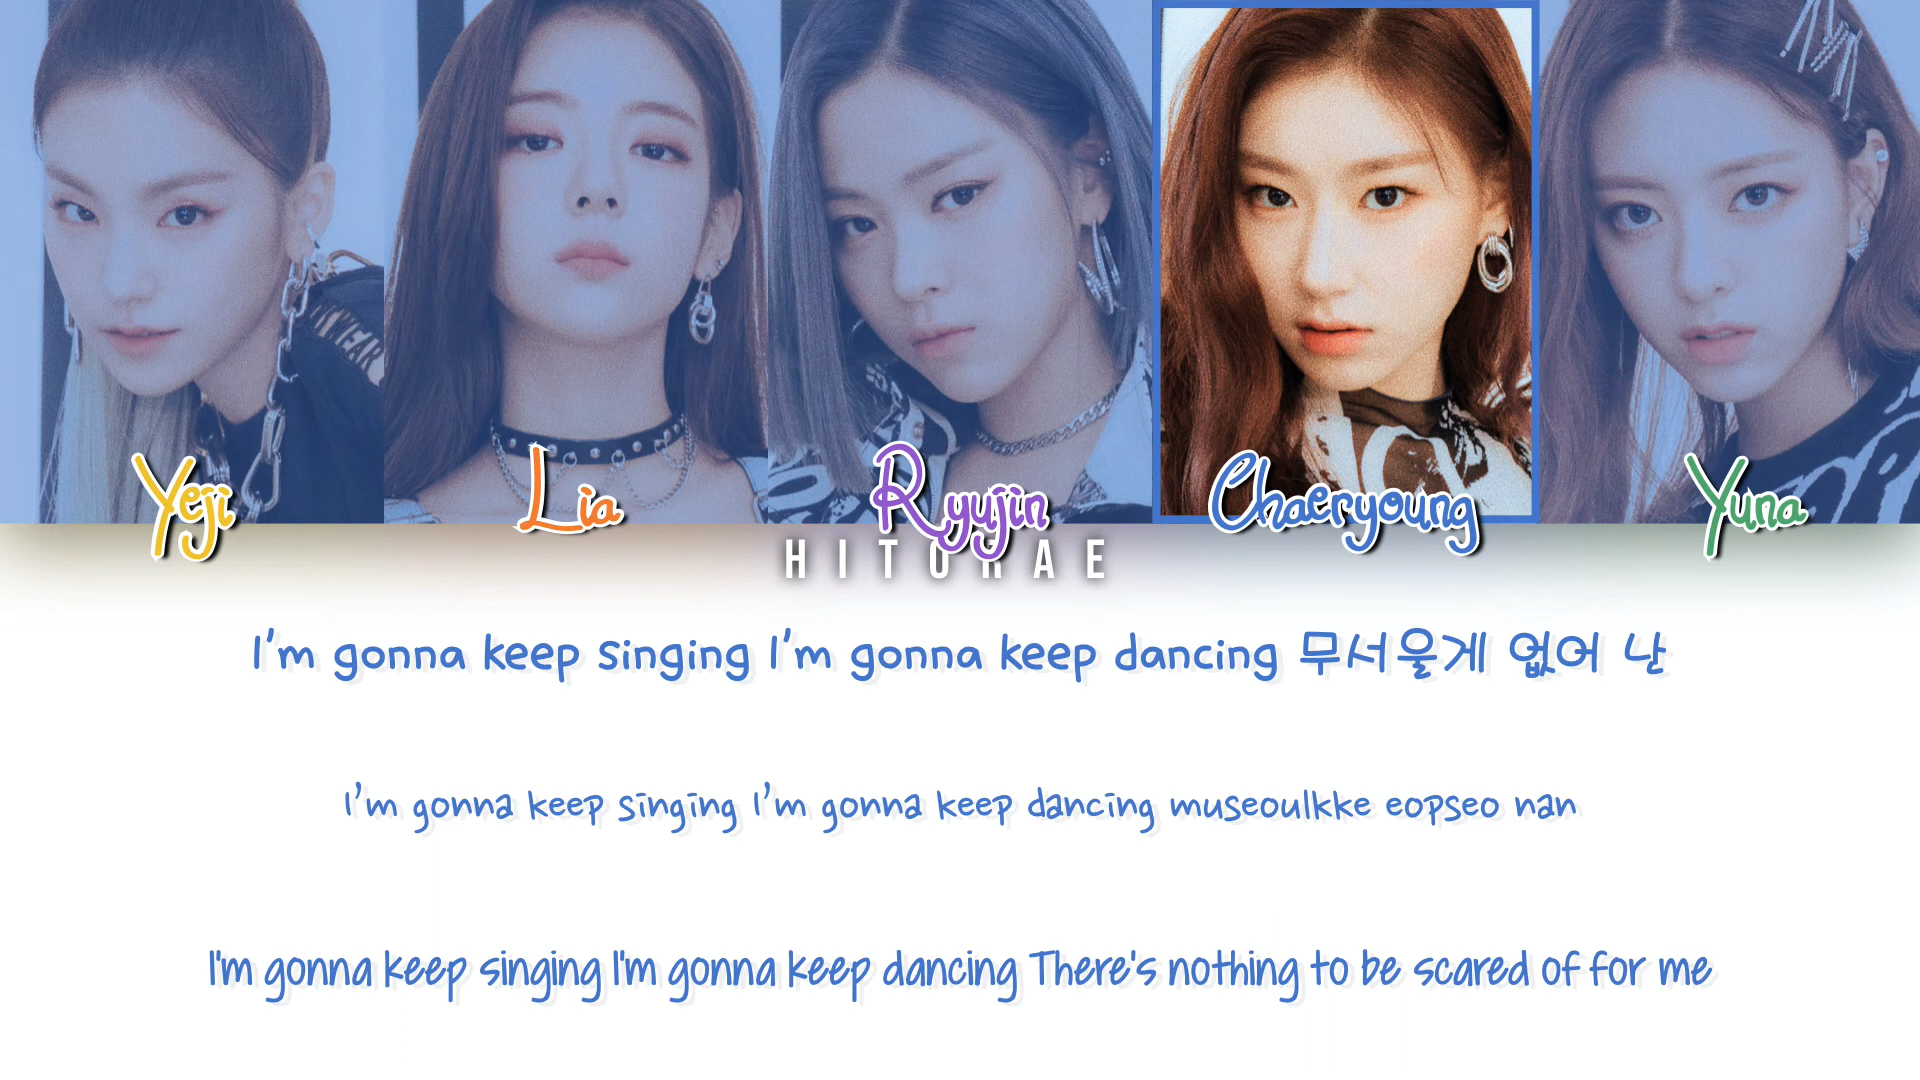 Yeji
Lia
Ryujin
Chaeryoung
Yuna
HITORAE
I'm gonna keep singing I'm gonna keep dancing 무서울게 없어 난
I'm gonna keep singing I'm gonna keep dancing museoulkke eopseo nan
I'm gonna keep singing I'm gonna keep dancing There's nothing to be scared of for me